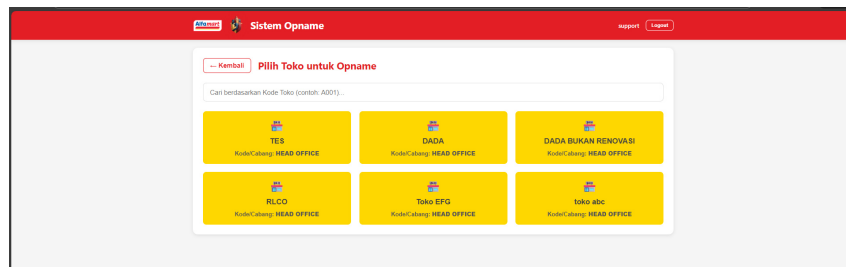 Alfamart Sistem Opname support Logout
← Kembali Pilih Toko untuk Opname
Cari berdasarkan Kode Toko (contoh: A001)...
TES
Kode/Cabang: HEAD OFFICE
DADA
Kode/Cabang: HEAD OFFICE
DADA BUKAN RENOVASI
Kode/Cabang: HEAD OFFICE
RLCO
Kode/Cabang: HEAD OFFICE
Toko EFG
Kode/Cabang: HEAD OFFICE
toko abc
Kode/Cabang: HEAD OFFICE